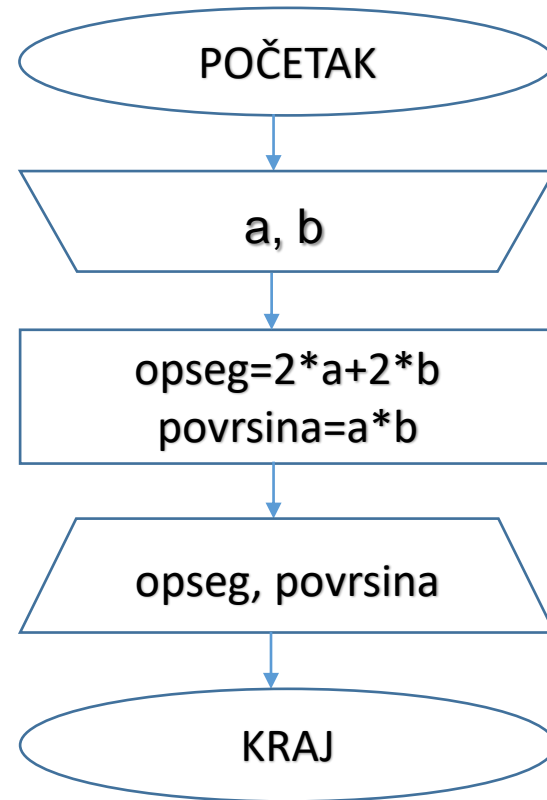 POČETAK
a, b
opseg=2*a+2*b
povrsina=a*b
opseg, povrsina
KRAJ